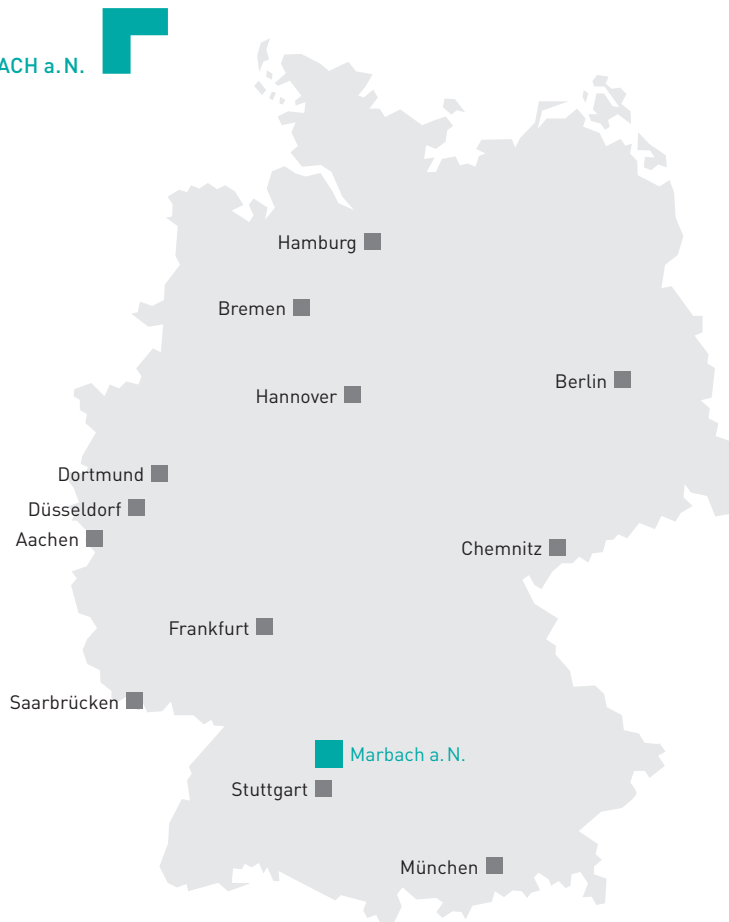 ACH a. N.
Hamburg
Bremen
Berlin
Hannover
Dortmund
Düsseldorf
Aachen
Chemnitz
Frankfurt
Saarbrücken
Marbach a. N.
Stuttgart
München